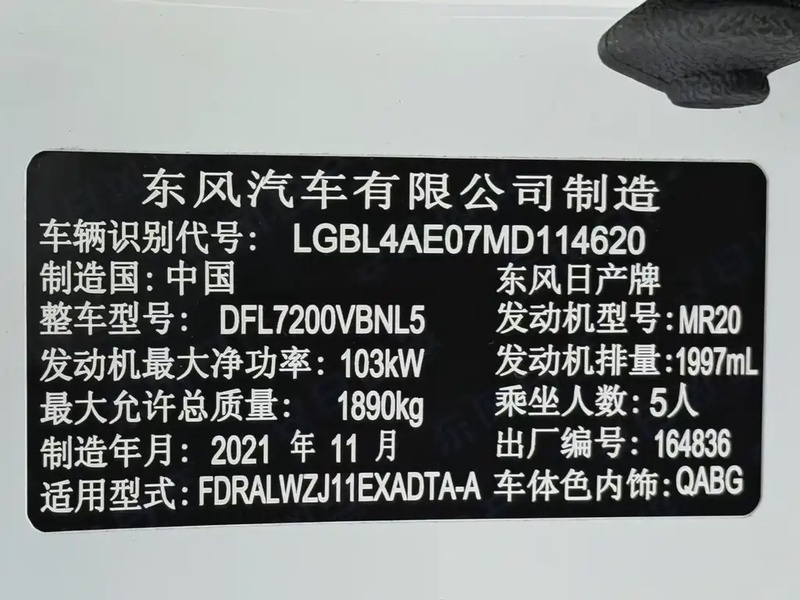 东风汽车有限公司制造
车辆识别代号: LGBL4AE07MD114620
制造国: 中国 东风日产牌
整车型号: DFL7200VBNL5 发动机型号: MR20
发动机最大净功率: 103kW 发动机排量: 1997mL
最大允许总质量: 1890kg 乘坐人数: 5人
制造年月: 2021 年 11 月 出厂编号: 164836
适用型式: FDRALWZJ11EXADTA-A 车体色内饰: QABG